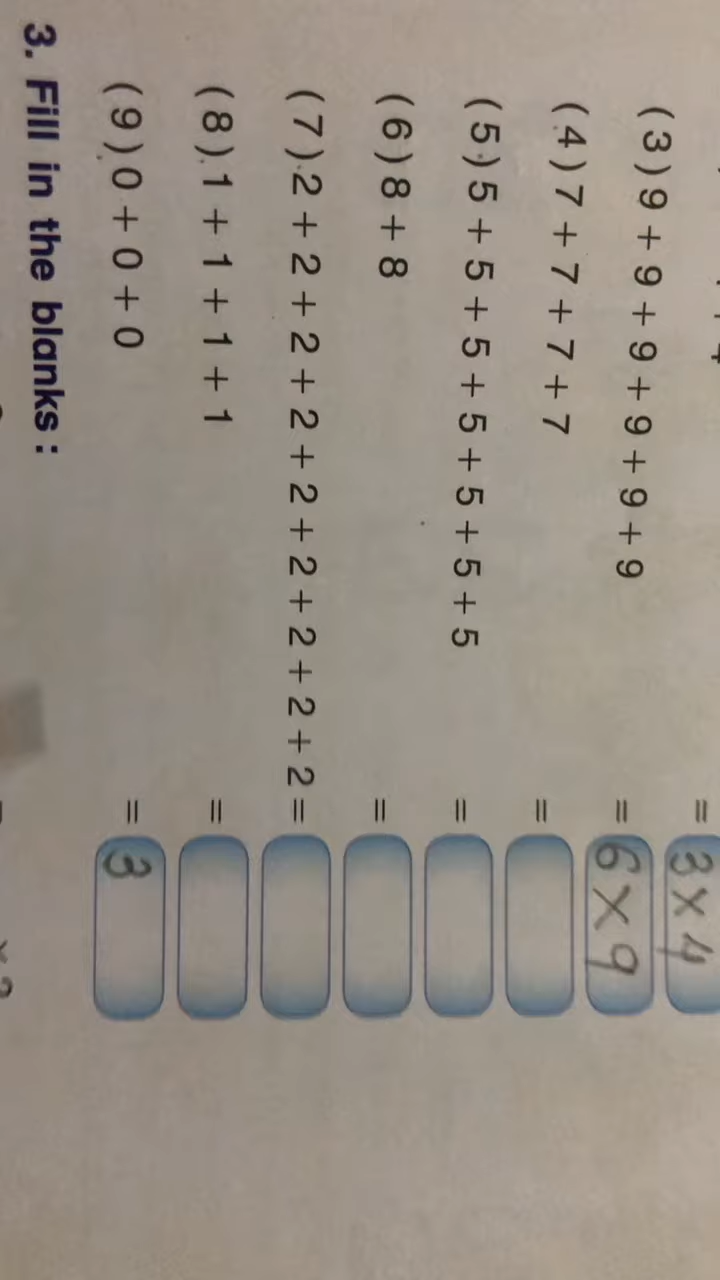 = 3 × 4
(3) 9 + 9 + 9 + 9 + 9 + 9 = 6 × 9
(4) 7 + 7 + 7 + 7 =
(5) 5 + 5 + 5 + 5 + 5 + 5 + 5 =
(6) 8 + 8 =
(7) 2 + 2 + 2 + 2 + 2 + 2 + 2 + 2 + 2 =
(8) 1 + 1 + 1 + 1 =
(9) 0 + 0 + 0 = 3
3. Fill in the blanks :